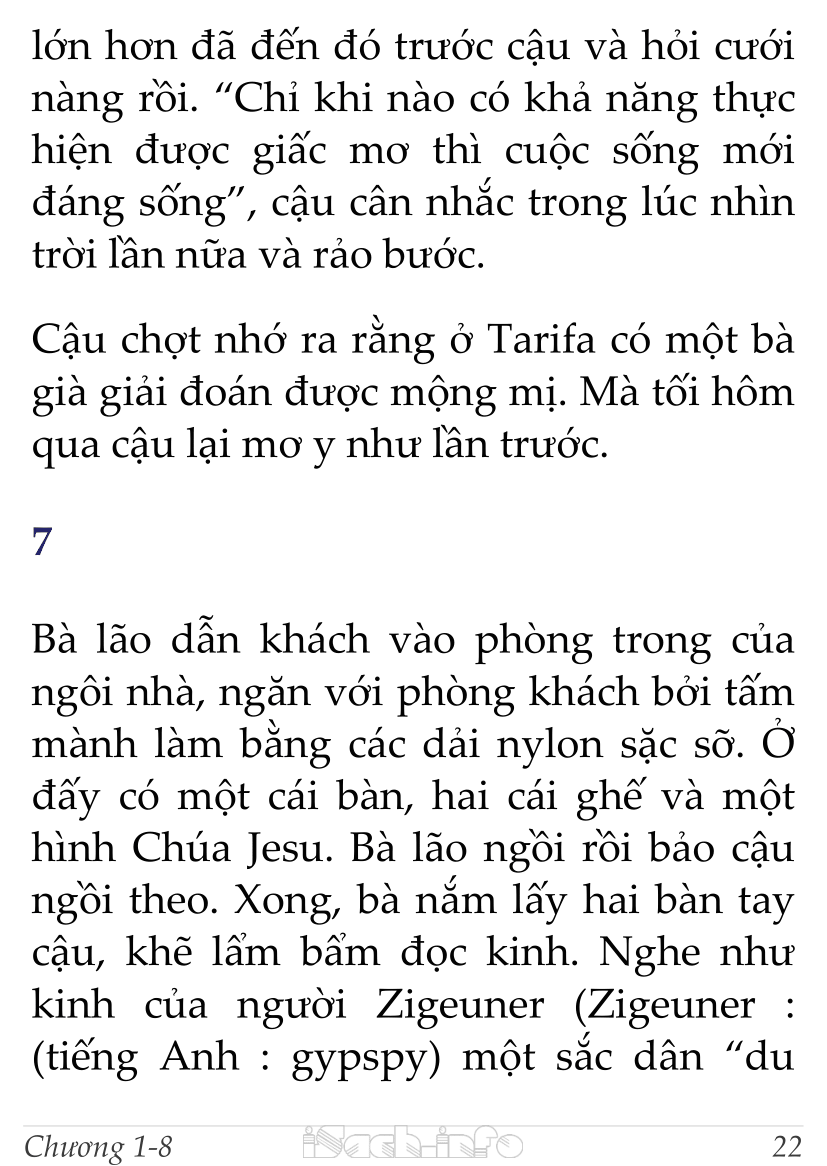 lớn hơn đã đến đó trước cậu và hỏi cưới
nàng rồi. “Chỉ khi nào có khả năng thực
hiện được giấc mơ thì cuộc sống mới
đáng sống”, cậu cân nhắc trong lúc nhìn
trời lần nữa và rảo bước.
Cậu chợt nhớ ra rằng ở Tarifa có một bà
già giải đoán được mộng mị. Mà tối hôm
qua cậu lại mơ y như lần trước.
7
Bà lão dẫn khách vào phòng trong của
ngôi nhà, ngăn với phòng khách bởi tấm
mành làm bằng các dải nylon sặc sỡ. Ở
đấy có một cái bàn, hai cái ghế và một
hình Chúa Jesu. Bà lão ngồi rồi bảo cậu
ngồi theo. Xong, bà nắm lấy hai bàn tay
cậu, khẽ lẩm bẩm đọc kinh. Nghe như
kinh của người Zigeuner (Zigeuner :
(tiếng Anh : gypspy) một sắc dân “du
Chương 1-8
iSach.info
22